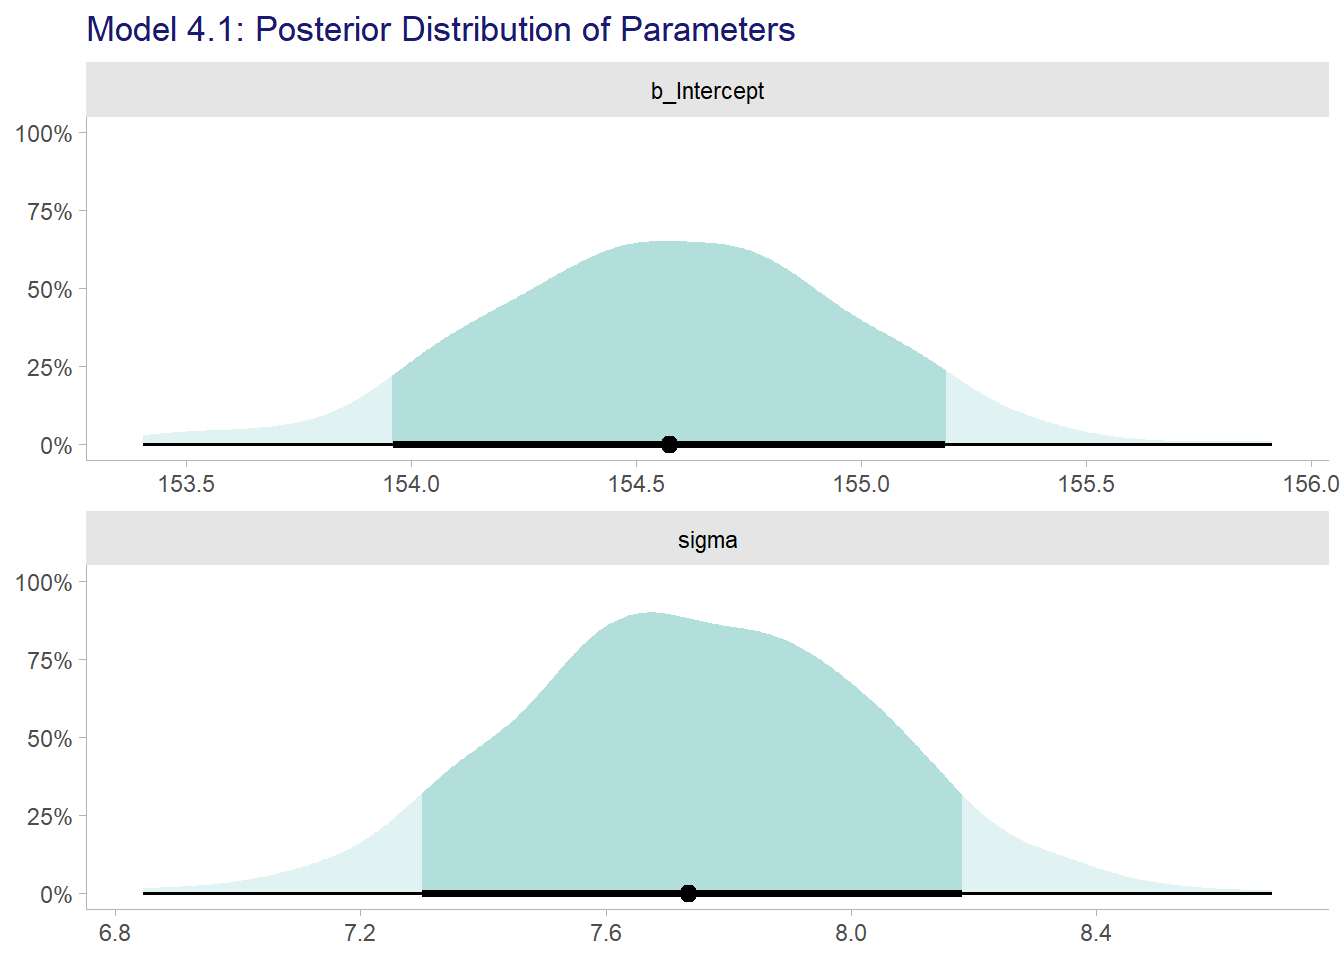 Model 4.1: Posterior Distribution of Parameters
b_Intercept
100%
75%
50%
25%
0%
153.5 154.0 154.5 155.0 155.5 156.0
sigma
100%
75%
50%
25%
0%
6.8 7.2 7.6 8.0 8.4